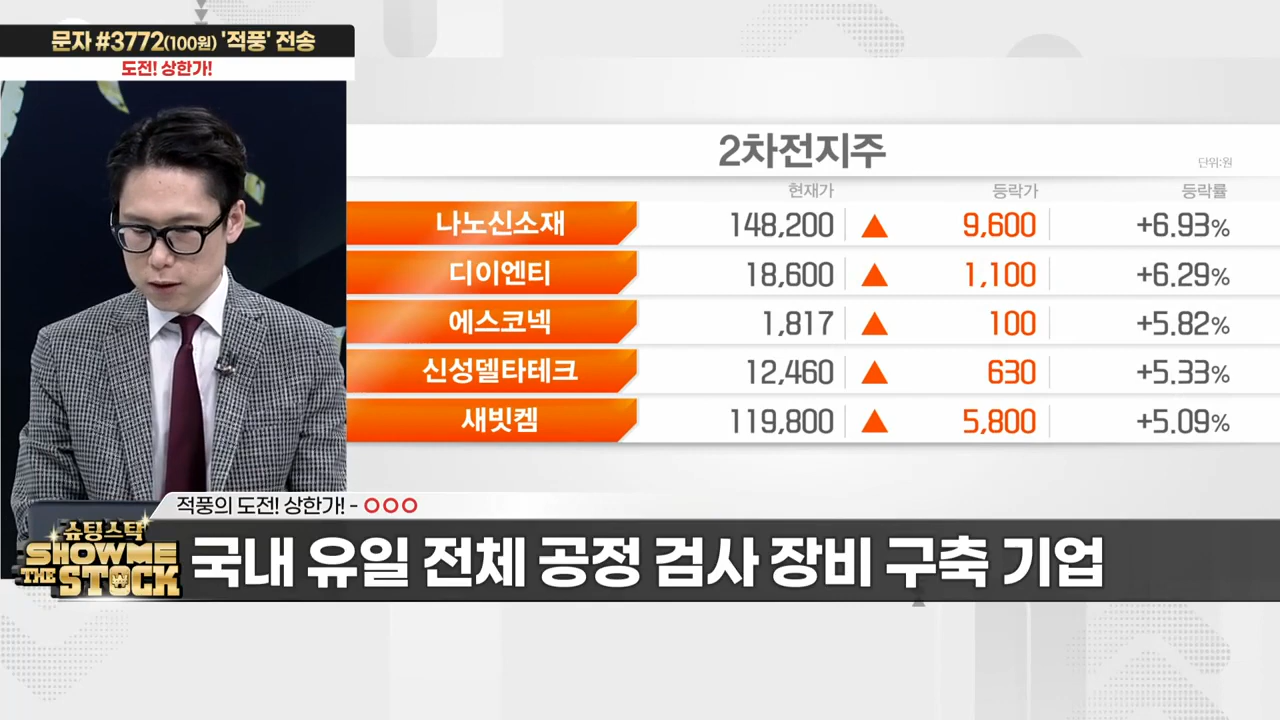 문자 #3772(100원) '적풍' 전송
도전! 상한가!
2차전지주
단위:원
현재가 등락가 등락률
나노신소재 148,200 ▲ 9,600 +6.93%
디이엔티 18,600 ▲ 1,100 +6.29%
에스코넥 1,817 ▲ 100 +5.82%
신성델타테크 12,460 ▲ 630 +5.33%
새빗켐 119,800 ▲ 5,800 +5.09%
적풍의 도전! 상한가! - ○○○
슈팅스탁
SHOW ME
THE STOCK
국내 유일 전체 공정 검사 장비 구축 기업